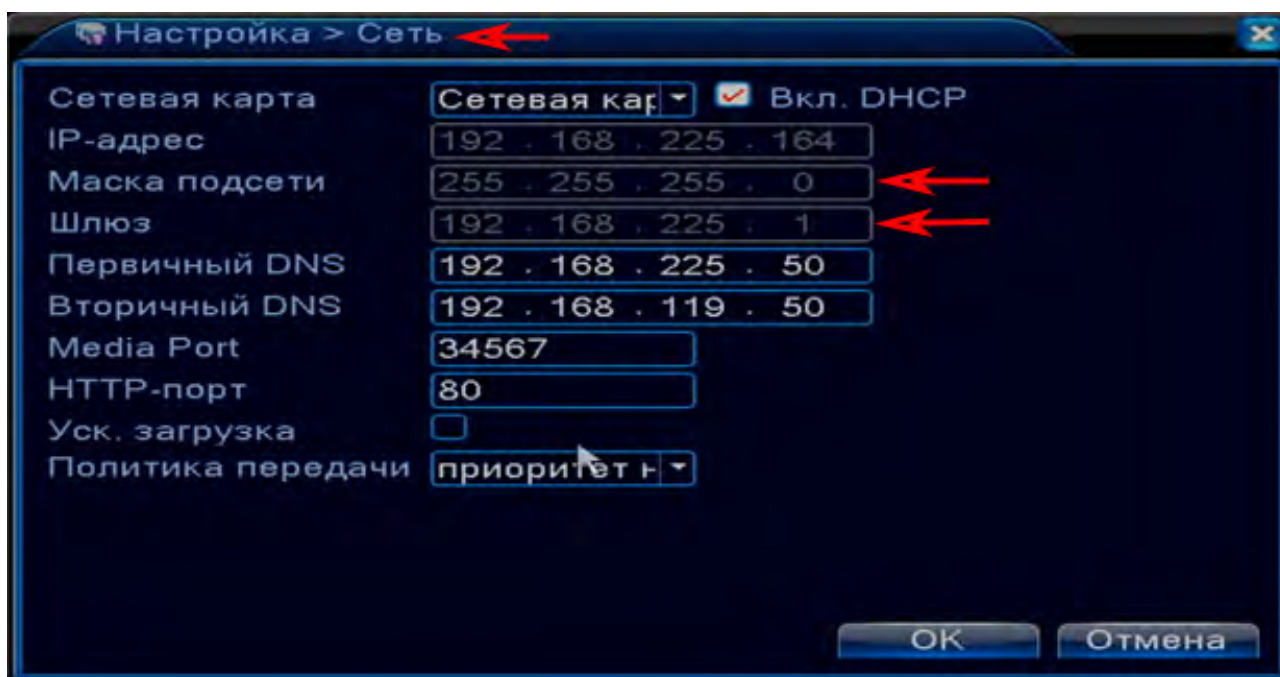 Настройка > Сеть
Сетевая карта Сетевая кар Вкл. DHCP
IP-адрес 192 . 168 . 225 . 164
Маска подсети 255 . 255 . 255 . 0
Шлюз 192 . 168 . 225 . 1
Первичный DNS 192 . 168 . 225 . 50
Вторичный DNS 192 . 168 . 119 . 50
Media Port 34567
HTTP-порт 80
Уск. загрузка
Политика передачи приоритет н
OK Отмена